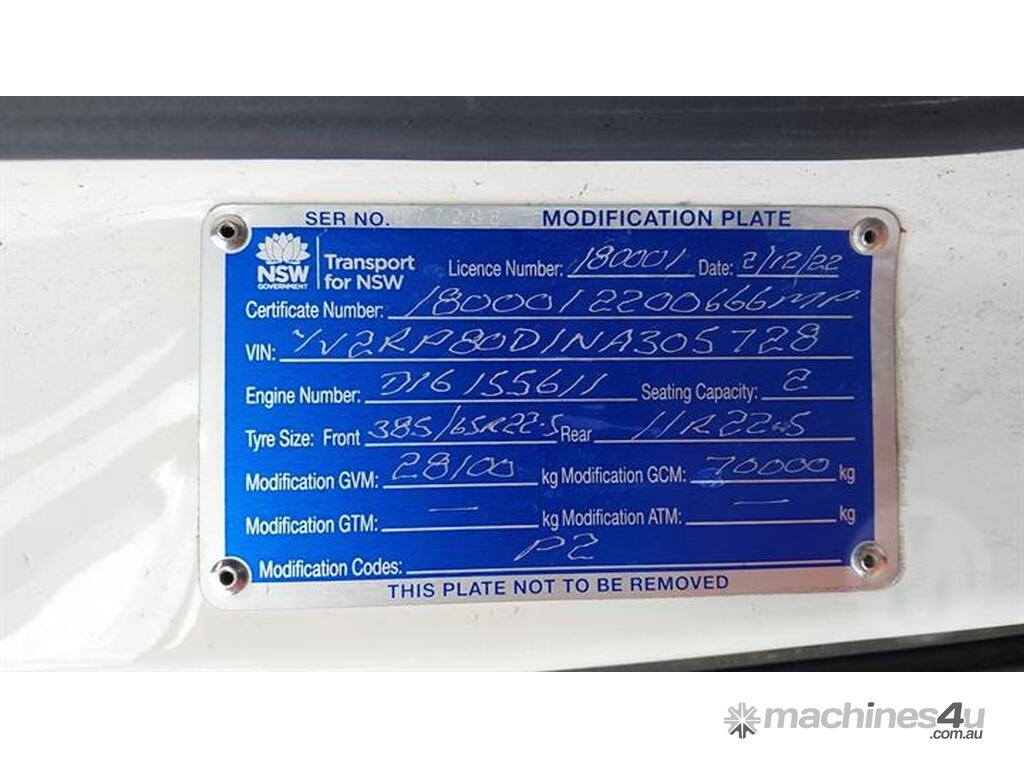 SER NO. 077288 MODIFICATION PLATE
NSW GOVERNMENT Transport for NSW
Licence Number: 180001 Date: 2/12/22
Certificate Number: 1800012200666MP
VIN: YV2RP80D1NA305728
Engine Number: D16155611 Seating Capacity: 2
Tyre Size: Front 385/65R22.5 Rear 11R22.5
Modification GVM: 28100 kg Modification GCM: 70000 kg
Modification GTM: — kg Modification ATM: — kg
Modification Codes: P2
THIS PLATE NOT TO BE REMOVED
machines4u
.com.au